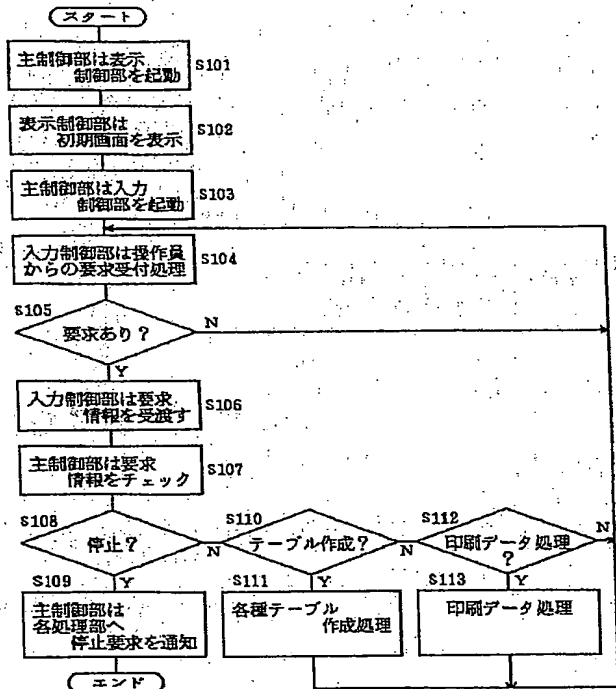 スタート
主制御部は表示
制御部を起動
S101
表示制御部は
初期画面を表示
S102
主制御部は入力
制御部を起動
S103
入力制御部は操作員
からの要求受付処理
S104
S105
要求あり?
N
Y
入力制御部は要求
情報を受渡す
S106
主制御部は要求
情報をチェック
S107
S108
停止?
N
Y
S110
テーブル作成?
N
Y
S112
印刷データ処理
?
N
Y
S109
主制御部は
各処理部へ
停止要求を通知
S111
各種テーブル
作成処理
S113
印刷データ処理
エンド